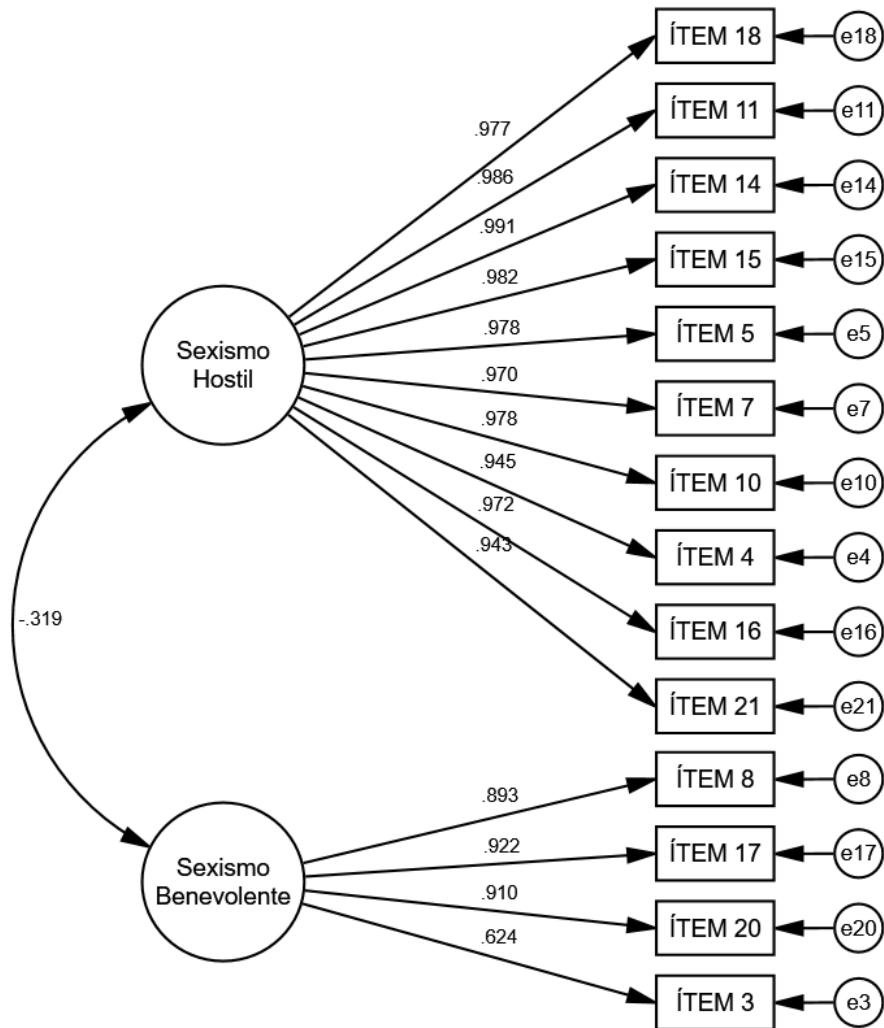 ÍTEM 18
e18
.977
ÍTEM 11
e11
.986
ÍTEM 14
e14
.991
ÍTEM 15
e15
.982
Sexismo
Hostil
ÍTEM 5
e5
.978
ÍTEM 7
e7
.970
ÍTEM 10
e10
.978
ÍTEM 4
e4
.945
ÍTEM 16
e16
.972
ÍTEM 21
e21
.943
-.319
ÍTEM 8
e8
.893
Sexismo
Benevolente
ÍTEM 17
e17
.922
ÍTEM 20
e20
.910
ÍTEM 3
e3
.624